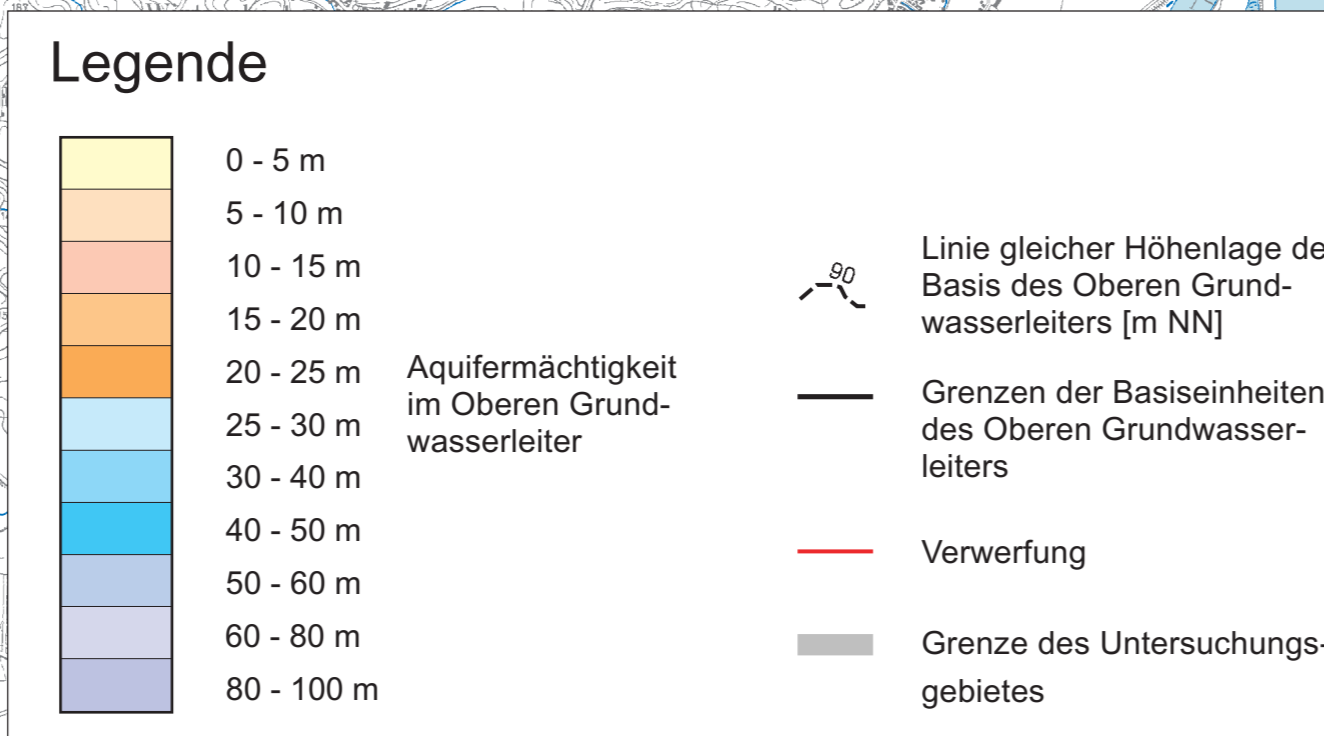 Legende
0 - 5 m
5 - 10 m
10 - 15 m
15 - 20 m
20 - 25 m
25 - 30 m
30 - 40 m
40 - 50 m
50 - 60 m
60 - 80 m
80 - 100 m
Aquifermächtigkeit
im Oberen Grund-
wasserleiter
90
Linie gleicher Höhenlage de
Basis des Oberen Grund-
wasserleiters [m NN]
Grenzen der Basiseinheiten
des Oberen Grundwasser-
leiters
Verwerfung
Grenze des Untersuchungs-
gebietes